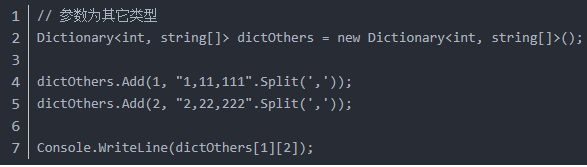 1 // 参数为其它类型
2 Dictionary<int, string[]> dictOthers = new Dictionary<int, string[]>();
3
4 dictOthers.Add(1, "1,11,111".Split(','));
5 dictOthers.Add(2, "2,22,222".Split(','));
6
7 Console.WriteLine(dictOthers[1][2]);